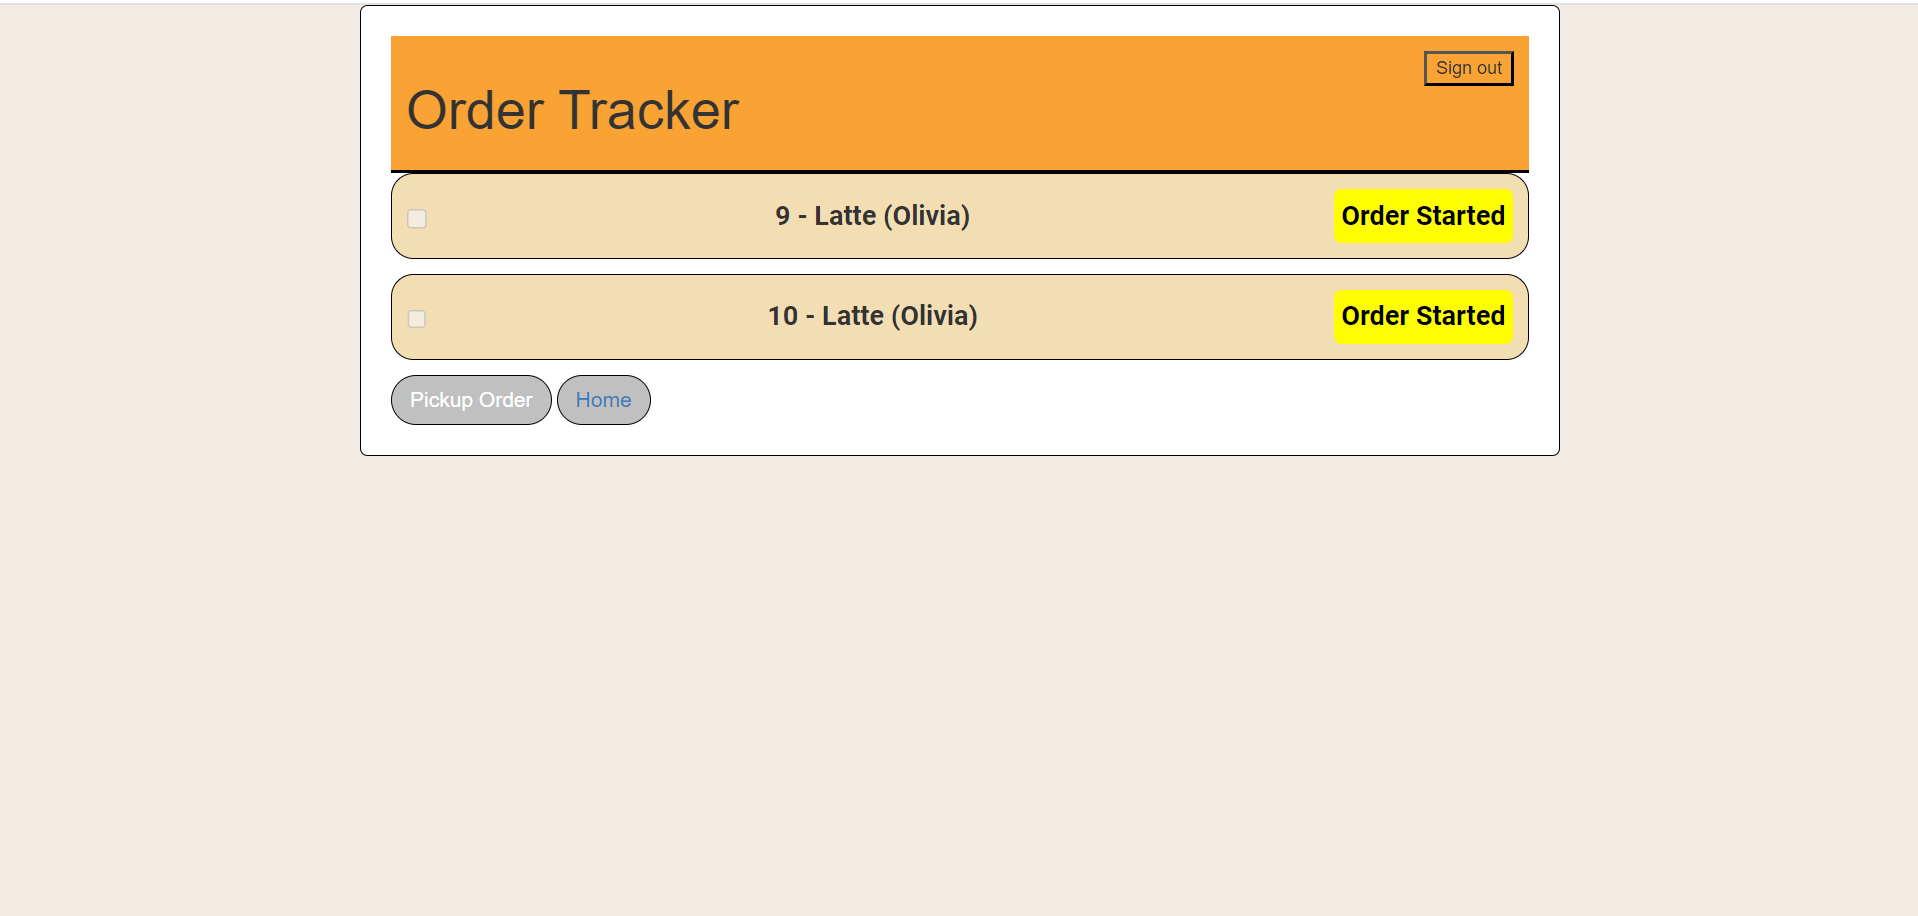 Sign out
Order Tracker
9 - Latte (Olivia) Order Started
10 - Latte (Olivia) Order Started
Pickup Order Home